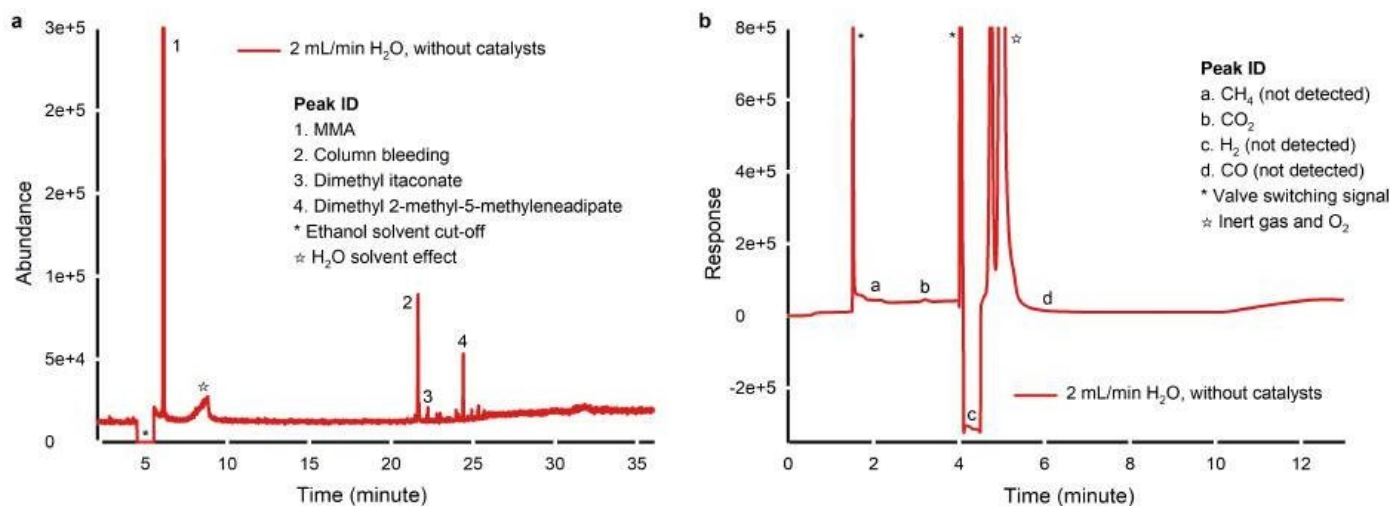 a
3e+5
2e+5
2e+5
1e+5
5e+4
0
Abundance
1
2 mL/min H₂O, without catalysts
Peak ID
1. MMA
2. Column bleeding
3. Dimethyl itaconate
4. Dimethyl 2-methyl-5-methyleneadipate
* Ethanol solvent cut-off
☆ H₂O solvent effect
☆
2
3
4
*
5
10
15
20
25
30
35
Time (minute)
b
8e+5
6e+5
4e+5
2e+5
0
-2e+5
Response
*
*
☆
Peak ID
a. CH₄ (not detected)
b. CO₂
c. H₂ (not detected)
d. CO (not detected)
* Valve switching signal
☆ Inert gas and O₂
a
b
d
c
2 mL/min H₂O, without catalysts
0
2
4
6
8
10
12
Time (minute)